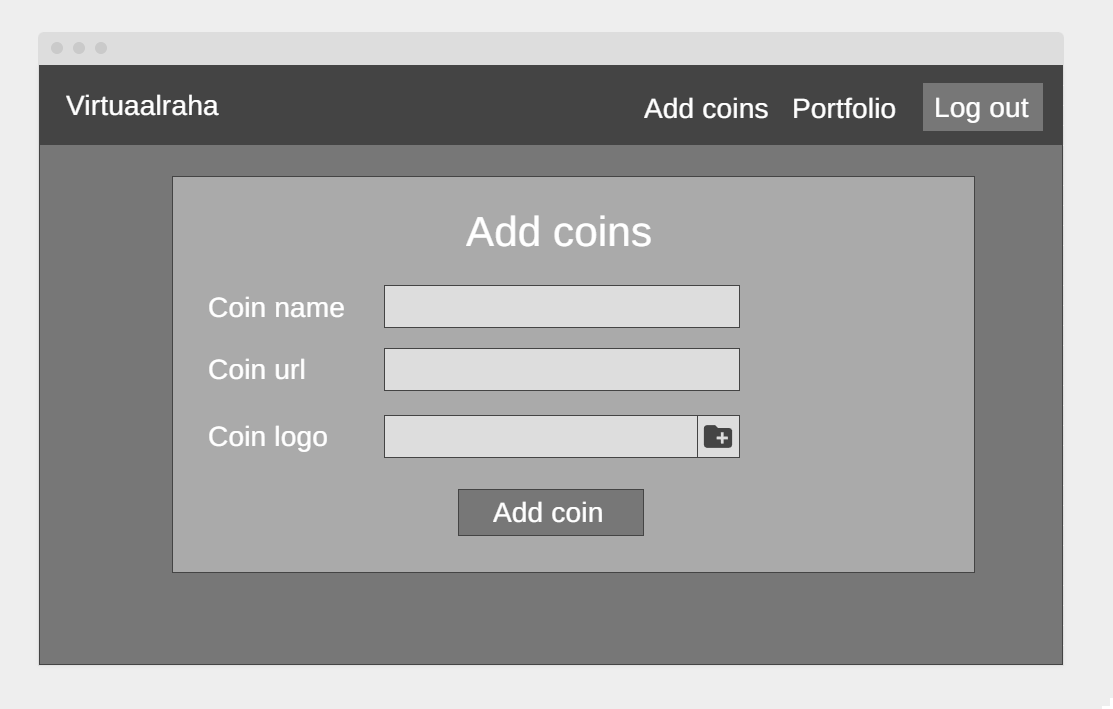 Virtuaalraha
Add coins
Portfolio
Log out
Add coins
Coin name
Coin url
Coin logo
Add coin